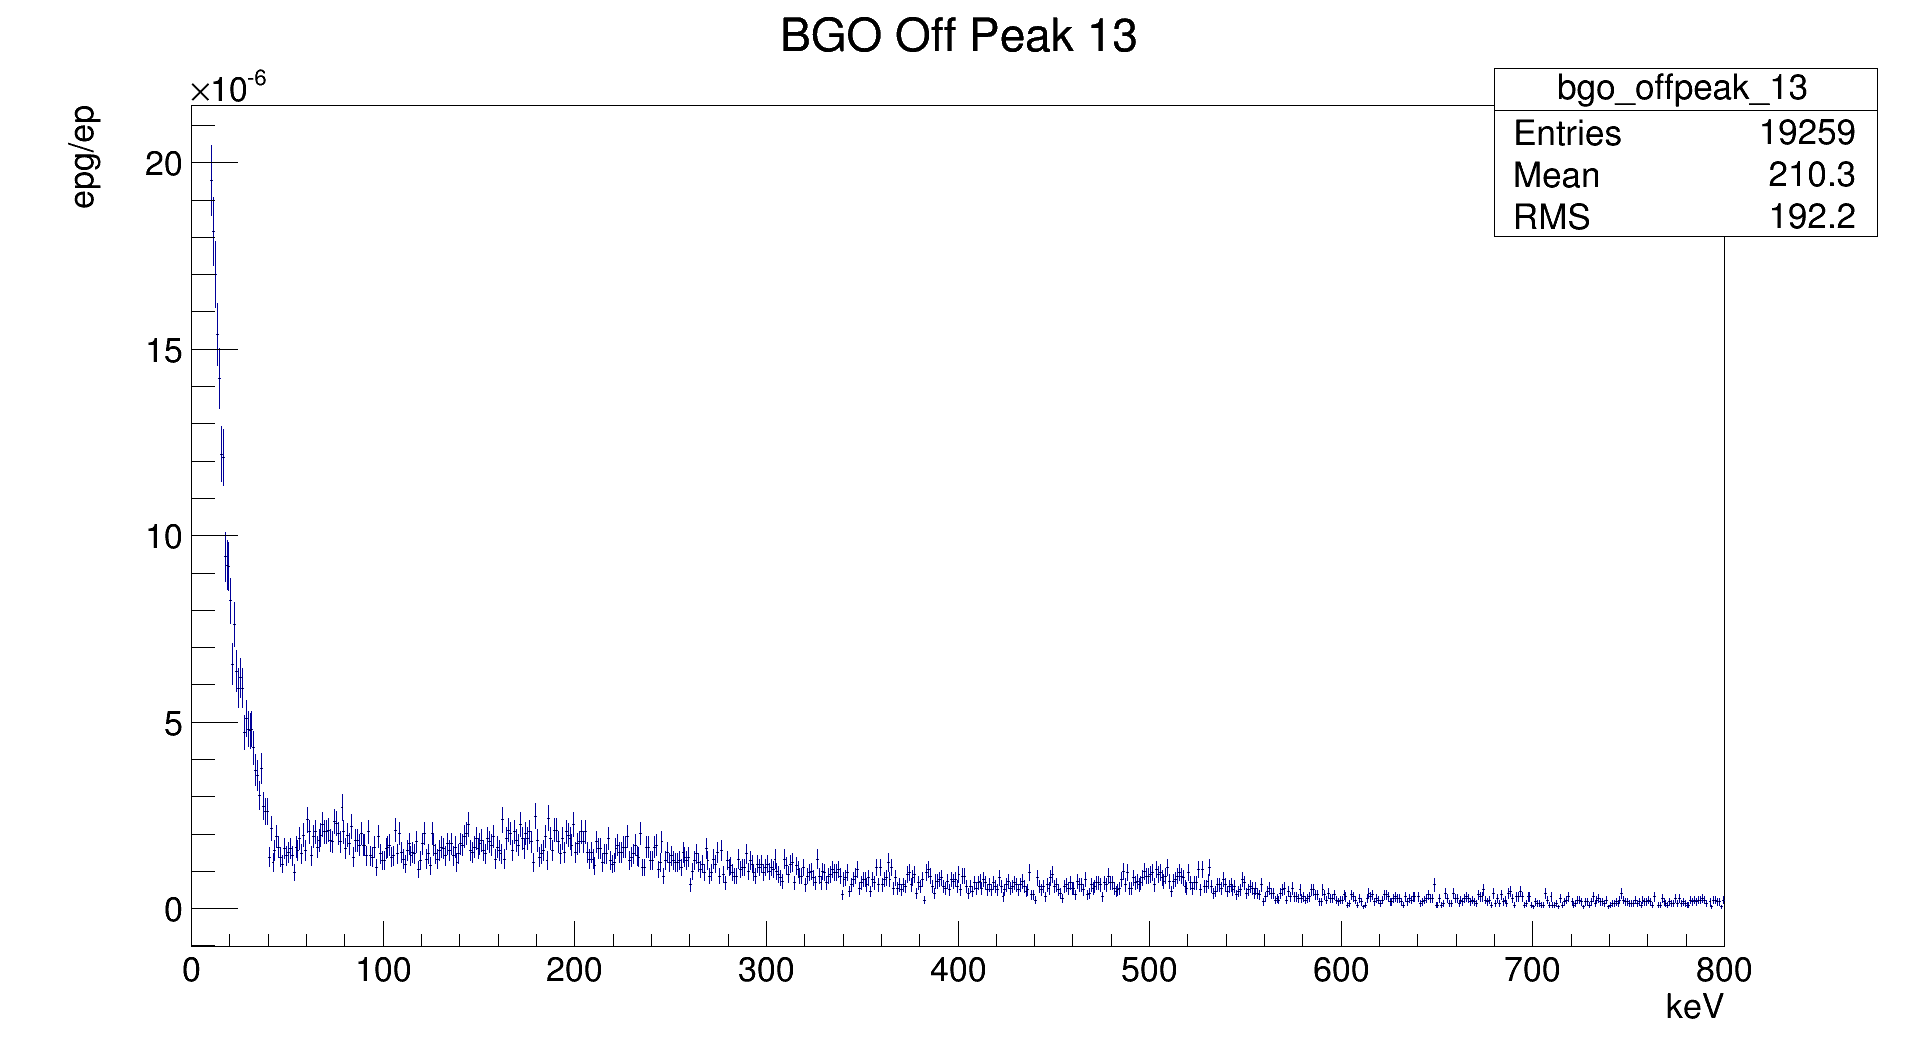 BGO Off Peak 13
×10-6
epg/ep
bgo_offpeak_13
Entries 19259
Mean 210.3
RMS 192.2
20
15
10
5
0
0 100 200 300 400 500 600 700 800
keV